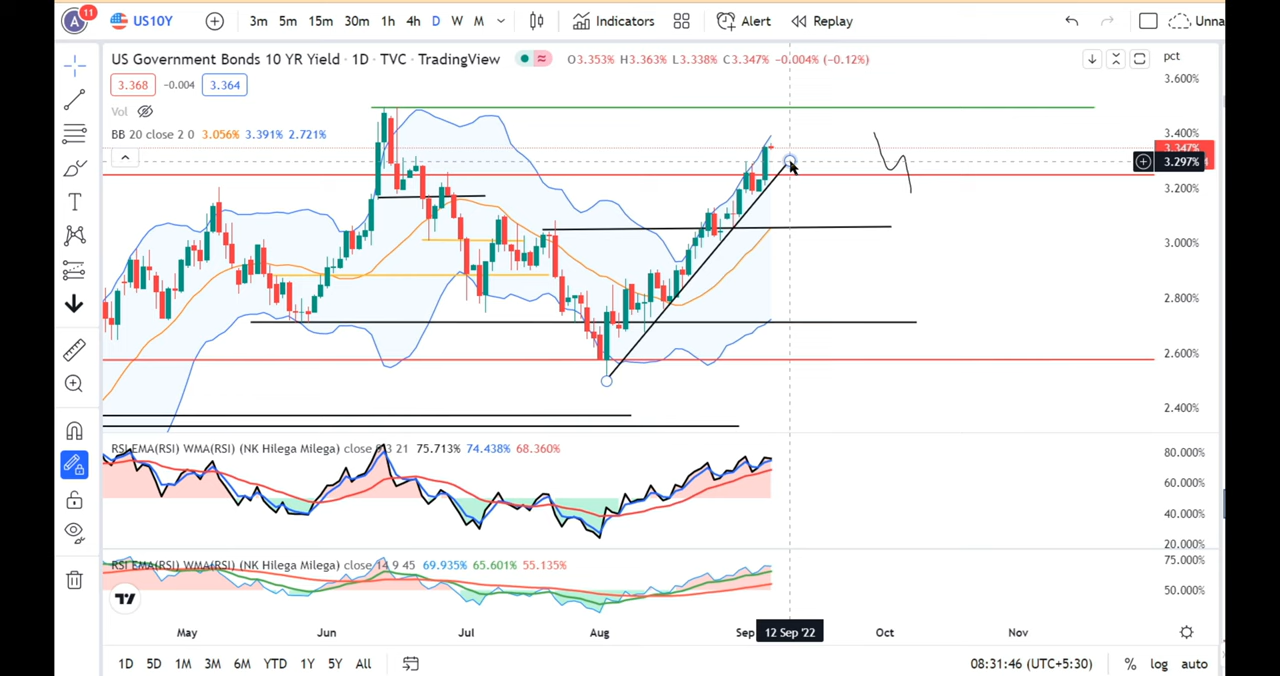 A 11 US10Y 3m 5m 15m 30m 1h 4h D W M Indicators Alert Replay Unna
US Government Bonds 10 YR Yield · 1D · TVC · TradingView O3.353% H3.363% L3.338% C3.347% -0.004% (-0.12%) pct
3.368 -0.004 3.364
Vol
BB 20 close 2 0 3.056% 3.391% 2.721%
3.600%
3.400%
3.347%
3.297%
3.200%
3.000%
2.800%
2.600%
2.400%
RSI EMA(RSI) WMA(RSI) (NK Hilega Milega) close 9 3 21 75.713% 74.438% 68.360%
80.000%
60.000%
40.000%
20.000%
RSI EMA(RSI) WMA(RSI) (NK Hilega Milega) close 14 9 45 69.935% 65.601% 55.135%
75.000%
50.000%
May Jun Jul Aug Sep 12 Sep '22 Oct Nov
1D 5D 1M 3M 6M YTD 1Y 5Y All 08:31:46 (UTC+5:30) % log auto